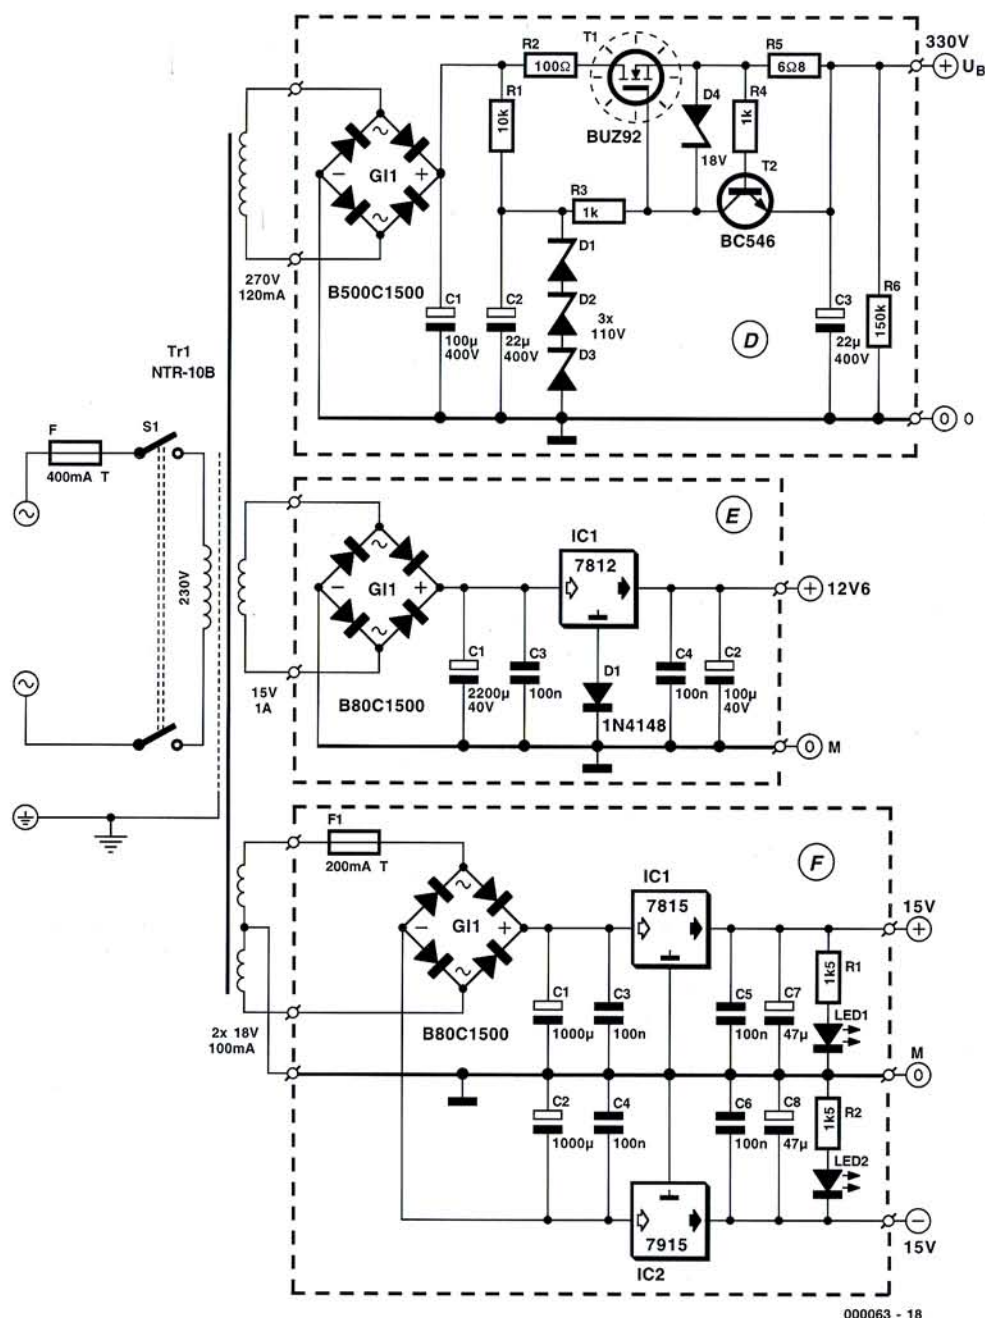 T1
R2
100Ω
R5
6Ω8
330V
+ UB
R1
10k
BUZ92
D4
18V
R4
1k
T2
~
− GI1 +
~
R3
1k
BC546
D1
D2
3x
110V
D3
270V
120mA
B500C1500
C1
100µ
400V
C2
22µ
400V
D
C3
22µ
400V
R6
150k
0 0
Tr1
NTR-10B
F
400mA T
S1
~
230V
~
15V
1A
E
~
− GI1 +
~
B80C1500
IC1
7812
+ 12V6
C1
2200µ
40V
C3
100n
D1
1N4148
C4
100n
C2
100µ
40V
0 M
F1
200mA T
F
~
− GI1 +
~
B80C1500
2x 18V
100mA
IC1
7815
15V
+
C1
1000µ
C3
100n
C5
100n
C7
47µ
R1
1k5
LED1
M
0
C2
1000µ
C4
100n
C6
100n
C8
47µ
R2
1k5
LED2
7915
IC2
−
15V
000063 - 18